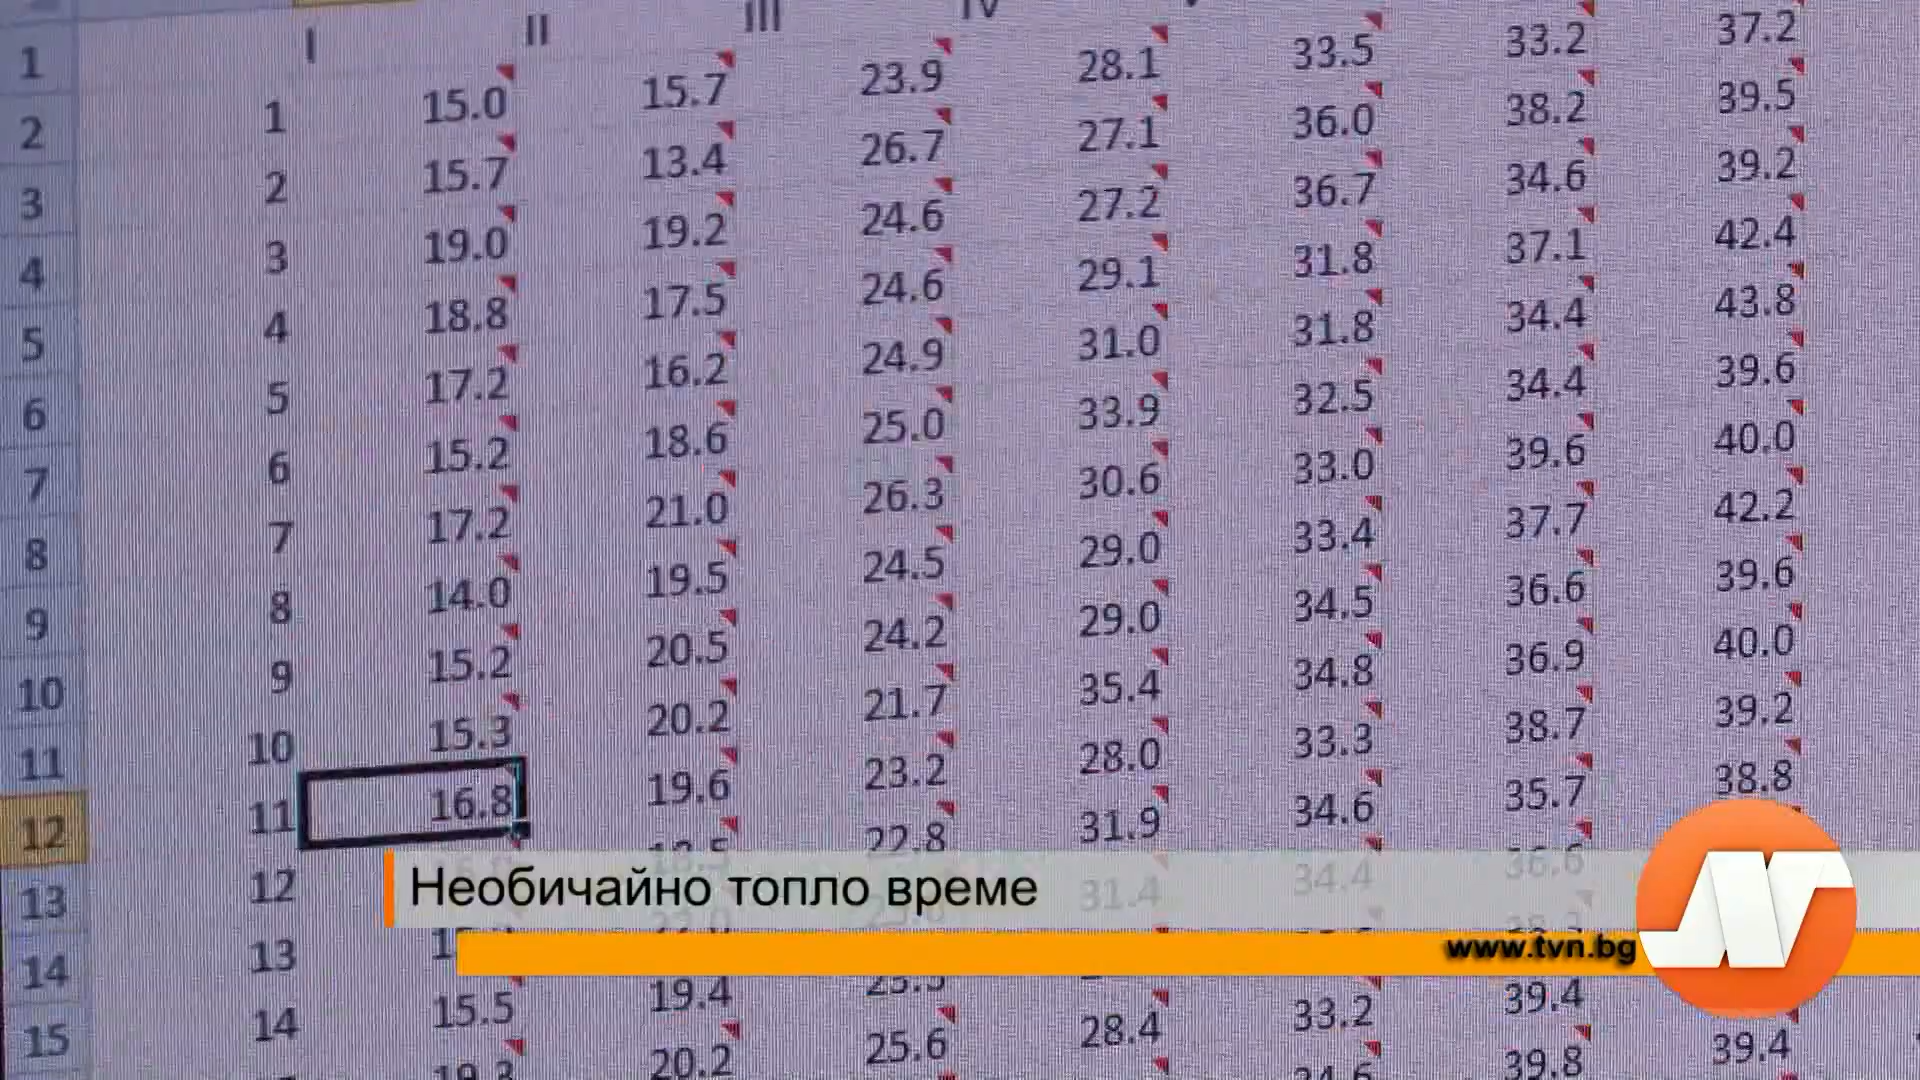 I II III IV
1
2 1 15.0 15.7 23.9 28.1 33.5 33.2 37.2
3 2 15.7 13.4 26.7 27.1 36.0 38.2 39.5
4 3 19.0 19.2 24.6 27.2 36.7 34.6 39.2
5 4 18.8 17.5 24.6 29.1 31.8 37.1 42.4
6 5 17.2 16.2 24.9 31.0 31.8 34.4 43.8
7 6 15.2 18.6 25.0 33.9 32.5 34.4 39.6
8 7 17.2 21.0 26.3 30.6 33.0 39.6 40.0
9 8 14.0 19.5 24.5 29.0 33.4 37.7 42.2
10 9 15.2 20.5 24.2 29.0 34.5 36.6 39.6
11 10 15.3 20.2 21.7 35.4 34.8 36.9 40.0
12 11 16.8 19.6 23.2 28.0 33.3 38.7 39.2
13 12 22.8 31.9 34.6 35.7 38.8
14 13 31.4 34.4 36.6
15 14 15.5 19.4 28.4 33.2 39.4
20.2 25.6 39.8 39.4
Необичайно топло време
www.tvn.bg